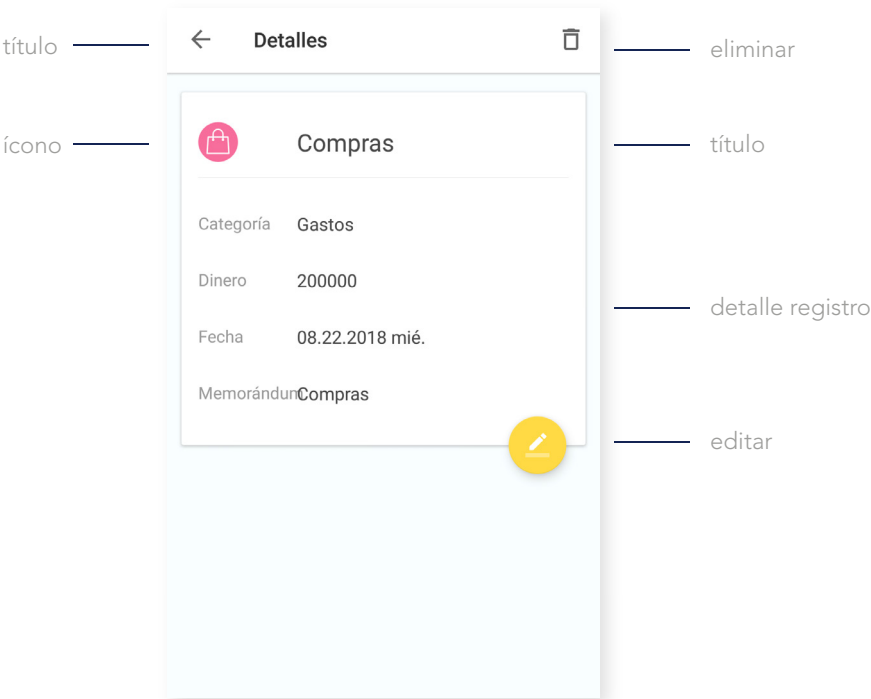 título
Detalles
eliminar
ícono
Compras
título
Categoría Gastos
Dinero 200000
detalle registro
Fecha 08.22.2018 mié.
Memorándum Compras
editar